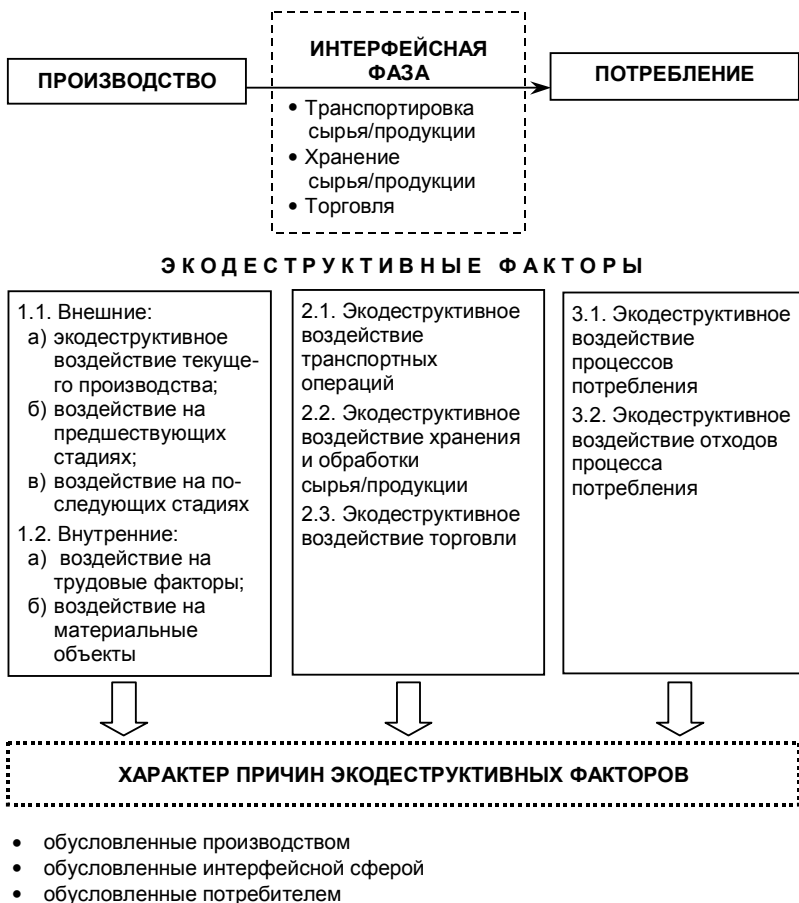 ПРОИЗВОДСТВО
ИНТЕРФЕЙСНАЯ
ФАЗА
• Транспортировка
сырья/продукции
• Хранение
сырья/продукции
• Торговля
ПОТРЕБЛЕНИЕ
ЭКОДЕСТРУКТИВНЫЕ ФАКТОРЫ
1.1. Внешние:
а) экодеструктивное
воздействие текуще-
го производства;
б) воздействие на
предшествующих
стадиях;
в) воздействие на по-
следующих стадиях
1.2. Внутренние:
а) воздействие на
трудовые факторы;
б) воздействие на
материальные
объекты
2.1. Экодеструктивное
воздействие
транспортных
операций
2.2. Экодеструктивное
воздействие хранения
и обработки
сырья/продукции
2.3. Экодеструктивное
воздействие торговли
3.1. Экодеструктивное
воздействие
процессов
потребления
3.2. Экодеструктивное
воздействие отходов
процесса
потребления
ХАРАКТЕР ПРИЧИН ЭКОДЕСТРУКТИВНЫХ ФАКТОРОВ
• обусловленные производством
• обусловленные интерфейсной сферой
• обусловленные потребителем